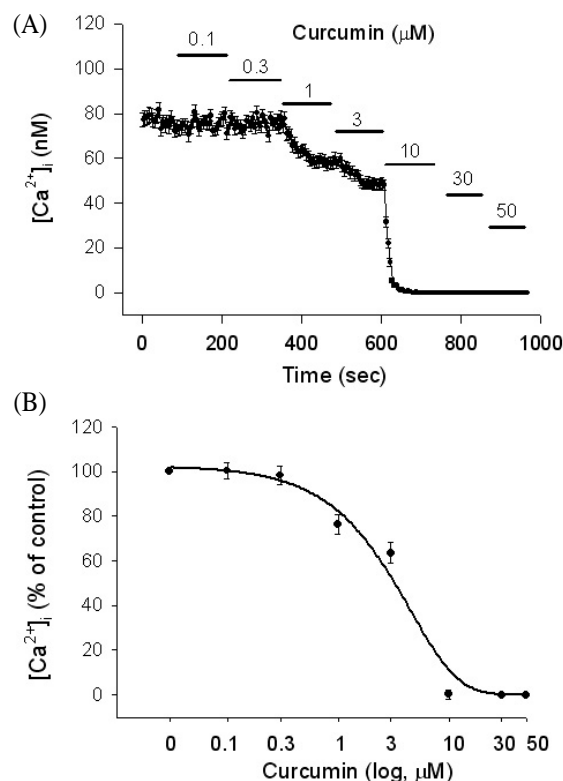 (A)
Curcumin (μM)
0.1
0.3
1
3
10
30
50
120
100
80
60
40
20
0
[Ca²⁺]ᵢ (nM)
0 200 400 600 800 1000
Time (sec)
(B)
120
100
80
60
40
20
0
[Ca²⁺]ᵢ (% of control)
0 0.1 0.3 1 3 10 30 50
Curcumin (log, μM)